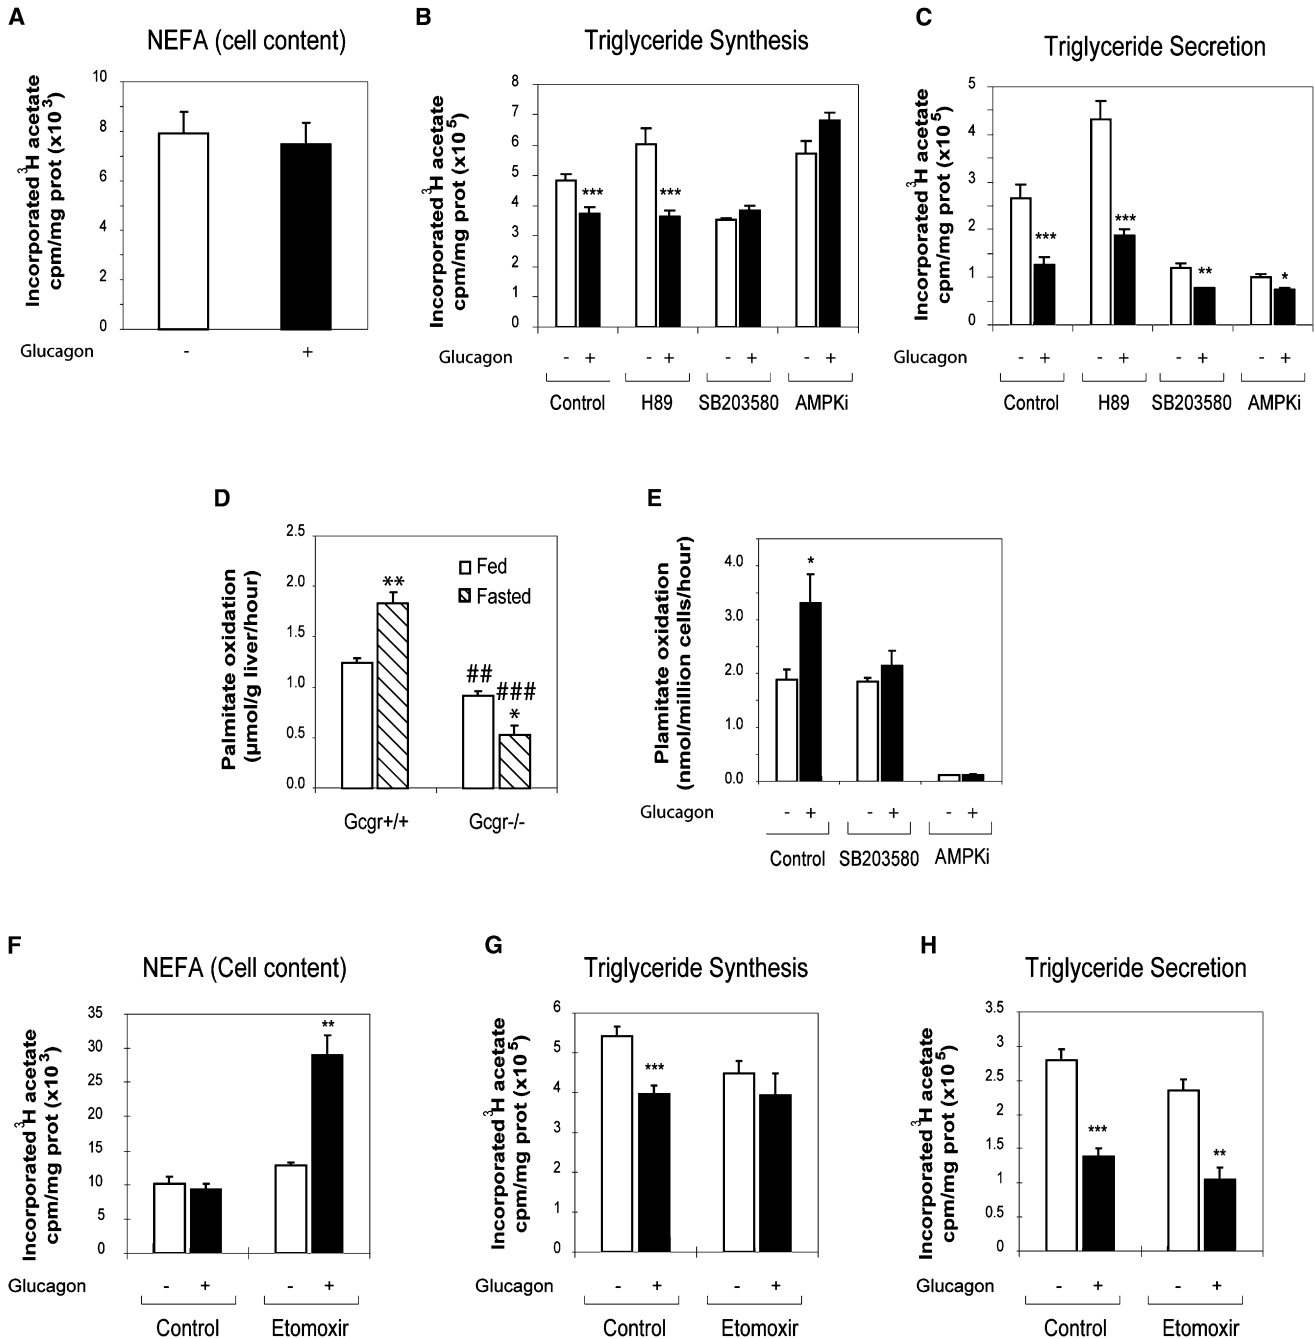 A
NEFA (cell content)
Incorporated ³H acetate
cpm/mg prot (x10³)
10
8
6
4
2
0
Glucagon - +
B
Triglyceride Synthesis
Incorporated ³H acetate
cpm/mg prot (x10⁵)
8
7
6
5
4
3
2
1
0
*** ***
Glucagon - + - + - + - +
Control H89 SB203580 AMPKi
C
Triglyceride Secretion
Incorporated ³H acetate
cpm/mg prot (x10⁵)
5
4
3
2
1
0
*** *** ** *
Glucagon - + - + - + - +
Control H89 SB203580 AMPKi
D
Palmitate oxidation
(µmol/g liver/hour)
2.5
2.0
1.5
1.0
0.5
0.0
Fed
Fasted
**
##
###
*
Gcgr+/+ Gcgr-/-
E
Plamitate oxidation
(nmol/million cells/hour)
4.0
3.0
2.0
1.0
0.0
*
Glucagon - + - + - +
Control SB203580 AMPKi
F
NEFA (Cell content)
Incorporated ³H acetate
cpm/mg prot (x10³)
35
30
25
20
15
10
5
0
**
Glucagon - + - +
Control Etomoxir
G
Triglyceride Synthesis
Incorporated ³H acetate
cpm/mg prot (x10⁵)
6
5
4
3
2
1
0
***
Glucagon - + - +
Control Etomoxir
H
Triglyceride Secretion
Incorporated ³H acetate
cpm/mg prot (x10⁵)
3.5
3
2.5
2
1.5
1
0.5
0
*** **
Glucagon - + - +
Control Etomoxir